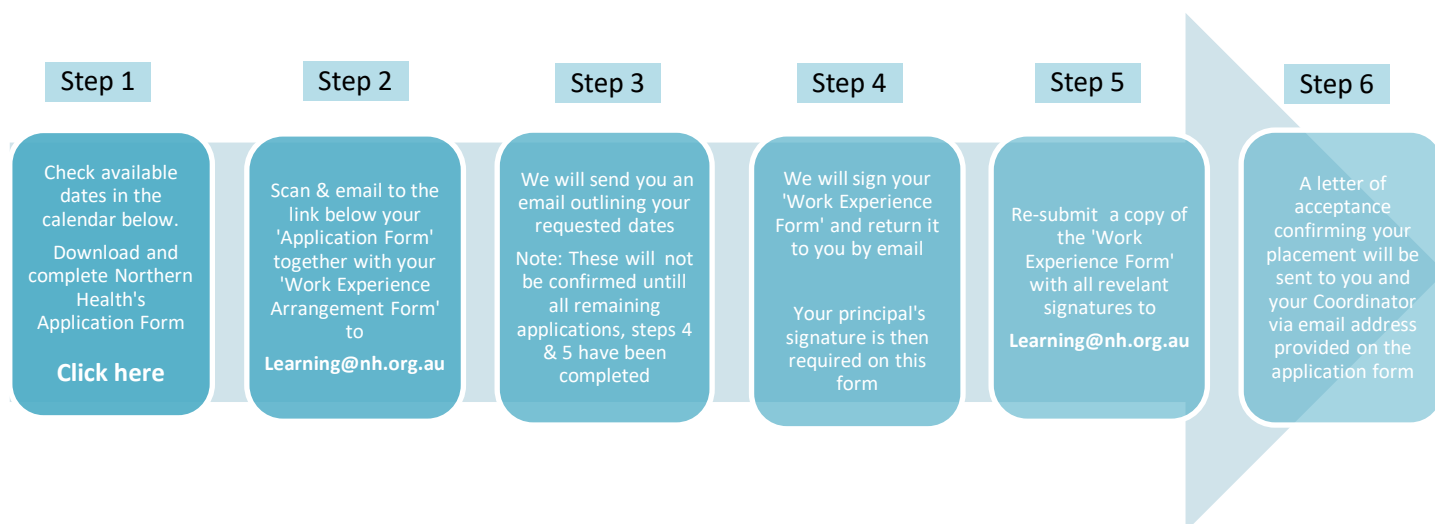 Step 1
Check available
dates in the
calendar below.
Download and
complete Northern
Health's
Application Form
Click here
Step 2
Scan & email to the
link below your
'Application Form'
together with your
'Work Experience
Arrangement Form'
to
Learning@nh.org.au
Step 3
We will send you an
email outlining your
requested dates
Note: These will not
be confirmed untill
all remaining
applications, steps 4
& 5 have been
completed
Step 4
We will sign your
'Work Experience
Form' and return it
to you by email
Your principal's
signature is then
required on this
form
Step 5
Re-submit a copy of
the 'Work
Experience Form'
with all revelant
signatures to
Learning@nh.org.au
Step 6
A letter of
acceptance
confirming your
placement will be
sent to you and
your Coordinator
via email address
provided on the
application form